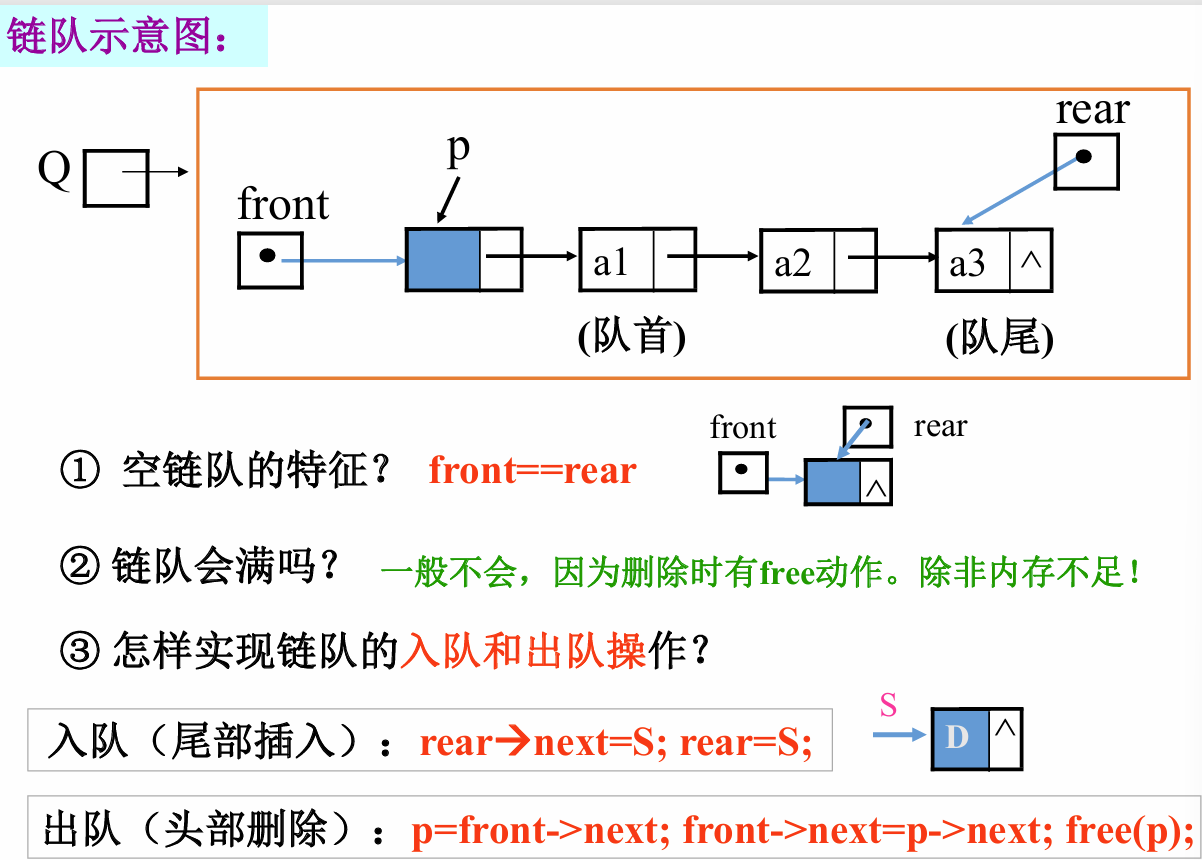 链队示意图：
Q
front
p
rear
a1
a2
a3 ^
(队首)
(队尾)
① 空链队的特征？ front==rear
front
rear
^
② 链队会满吗？ 一般不会，因为删除时有free动作。除非内存不足！
③ 怎样实现链队的入队和出队操作？
入队（尾部插入）：rear→next=S; rear=S;
S
D ^
出队（头部删除）：p=front->next; front->next=p->next; free(p);